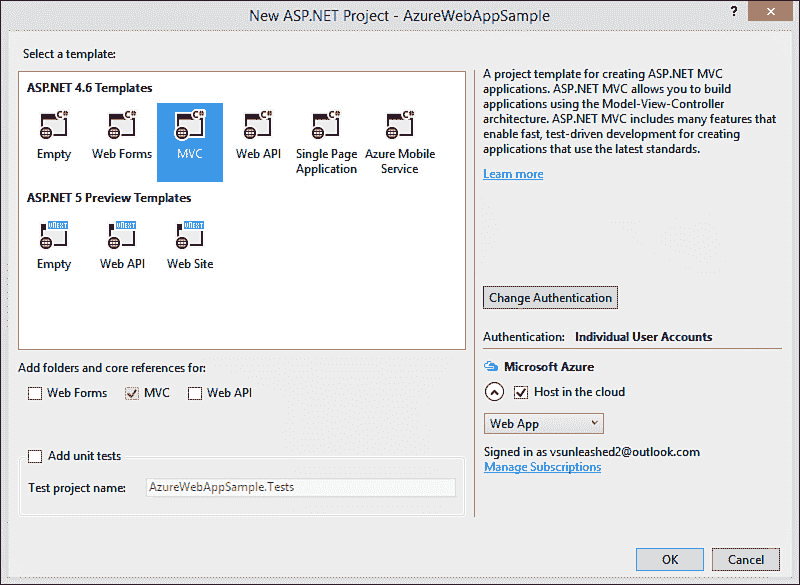 New ASP.NET Project - AzureWebAppSample
?
Select a template:
ASP.NET 4.6 Templates
C# C# C# C# C# C#
Empty Web Forms MVC Web API Single Page Application Azure Mobile Service
ASP.NET 5 Preview Templates
Empty Web API Web Site
A project template for creating ASP.NET MVC
applications. ASP.NET MVC allows you to build
applications using the Model-View-Controller
architecture. ASP.NET MVC includes many features that
enable fast, test-driven development for creating
applications that use the latest standards.
Learn more
Change Authentication
Authentication: Individual User Accounts
Microsoft Azure
Host in the cloud
Web App
Signed in as vsunleashed2@outlook.com
Manage Subscriptions
Add folders and core references for:
Web Forms MVC Web API
Add unit tests
Test project name: AzureWebAppSample.Tests
OK Cancel